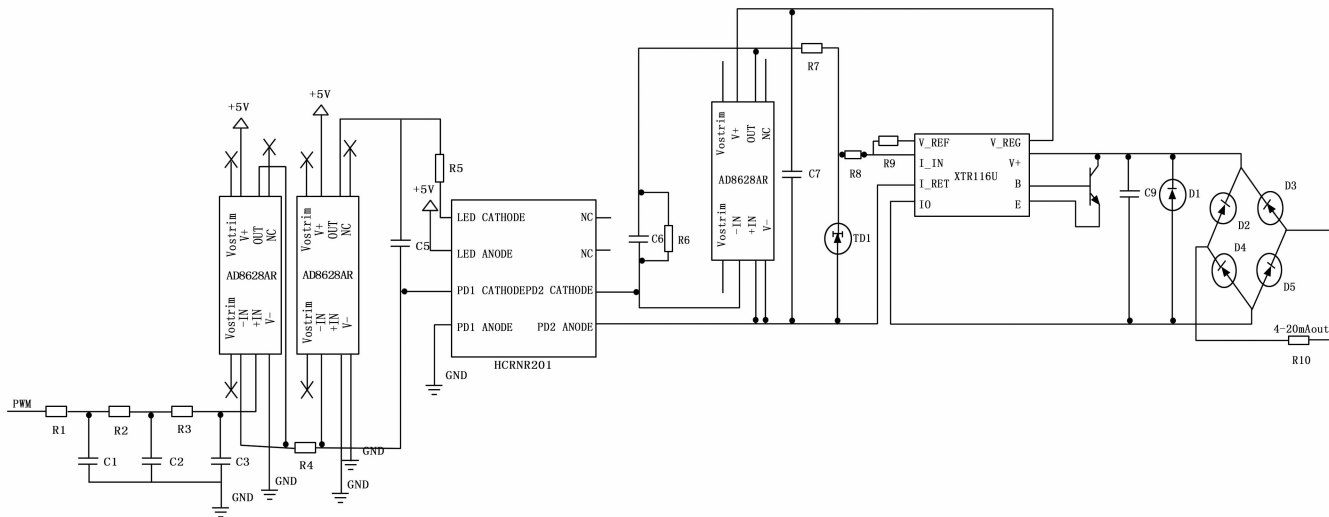 +5V
+5V
Vostrim
V+
OUT
NC
AD8628AR
Vostrim
-IN
+IN
V-
Vostrim
V+
OUT
NC
AD8628AR
Vostrim
-IN
+IN
V-
PWM
R1
R2
R3
R4
C1
C2
C3
GND
GND
GND
GND
C5
R5
+5V
LED CATHODE
NC
LED ANODE
NC
PD1 CATHODE
PD2 CATHODE
PD1 ANODE
PD2 ANODE
HCRNR201
GND
C6
R6
Vostrim
V+
OUT
NC
AD8628AR
Vostrim
-IN
+IN
V-
R7
C7
TD1
R8
R9
V_REF
V_REG
I_IN
V+
XTR116U
I_RET
B
IO
E
C9
D1
D2
D3
D4
D5
4-20mAout
R10